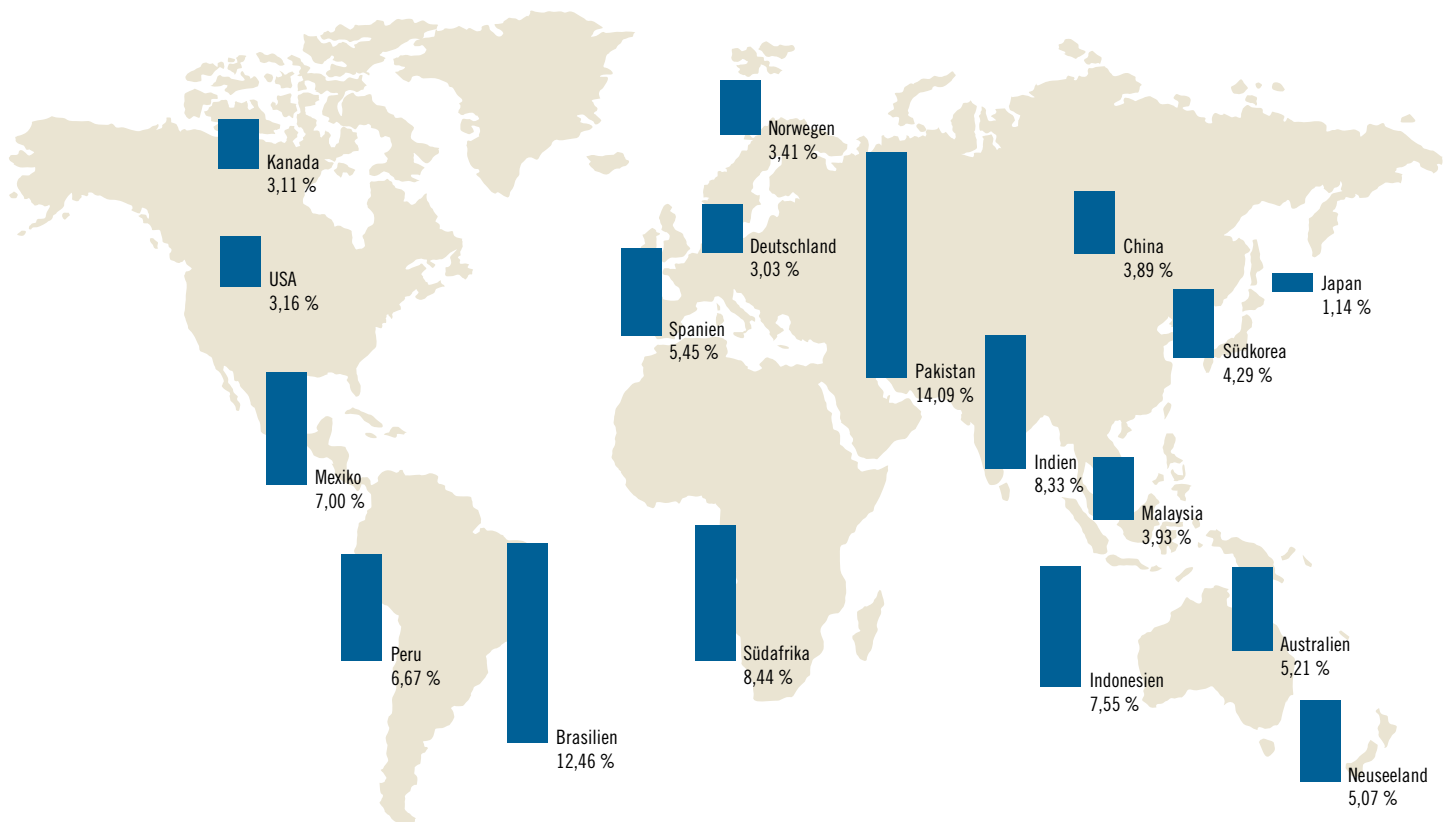 Norwegen
3,41 %
Kanada
3,11 %
Deutschland
3,03 %
China
3,89 %
USA
3,16 %
Japan
1,14 %
Spanien
5,45 %
Südkorea
4,29 %
Pakistan
14,09 %
Indien
8,33 %
Mexiko
7,00 %
Malaysia
3,93 %
Peru
6,67 %
Südafrika
8,44 %
Australien
5,21 %
Indonesien
7,55 %
Brasilien
12,46 %
Neuseeland
5,07 %